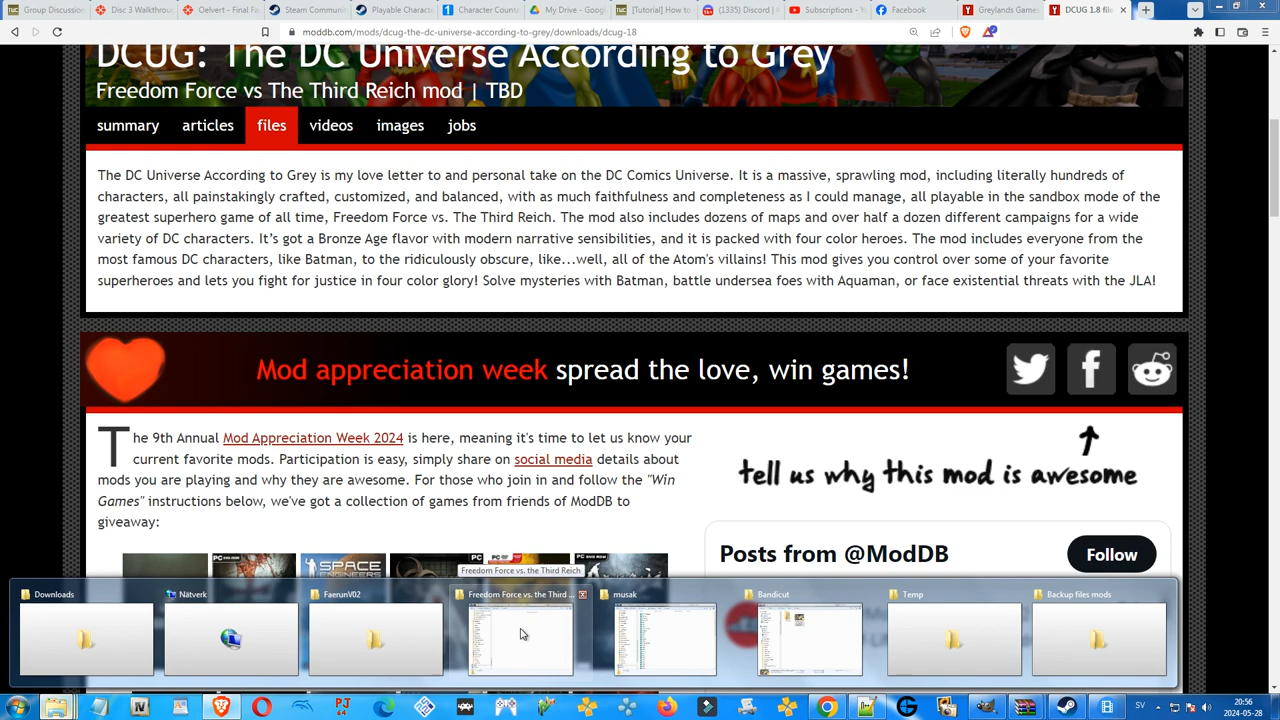 Group Discussion
Disc 3 Walkthrou
Oelvert - Final Fa
Steam Communi
Playable Charact
Character Counte
My Drive - Googl
[Tutorial] How to
(1335) Discord |
Subscriptions - Y
Facebook
Greylands Games
DCUG 1.8 file
moddb.com/mods/dcug-the-dc-universe-according-to-grey/downloads/dcug-18
DCUG: The DC Universe According to Grey
Freedom Force vs The Third Reich mod | TBD
summary articles files videos images jobs
The DC Universe According to Grey is my love letter to and personal take on the DC Comics Universe. It is a massive, sprawling mod, including literally hundreds of
characters, all painstakingly crafted, customized, and balanced, with as much faithfulness and completeness as I could manage, all playable in the sandbox mode of the
greatest superhero game of all time, Freedom Force vs. The Third Reich. The mod also includes dozens of maps and over half a dozen different campaigns for a wide
variety of DC characters. It's got a Bronze Age flavor with modern narrative sensibilities, and it is packed with four color heroes. The mod includes everyone from the
most famous DC characters, like Batman, to the ridiculously obscure, like...well, all of the Atom's villains! This mod gives you control over some of your favorite
superheroes and lets you fight for justice in four color glory! Solve mysteries with Batman, battle undersea foes with Aquaman, or face existential threats with the JLA!
Mod appreciation week spread the love, win games!
The 9th Annual Mod Appreciation Week 2024 is here, meaning it's time to let us know your
current favorite mods. Participation is easy, simply share on social media details about
mods you are playing and why they are awesome. For those who join in and follow the "Win
Games" instructions below, we've got a collection of games from friends of ModDB to
giveaway:
tell us why this mod is awesome
Posts from @ModDB
Follow
SPACE
Freedom Force vs. the Third Reich
Downloads
Nätverk
FaerunV02
Freedom Force vs. the Third ...
musak
Bandicut
Temp
Backup files mods
SV
20:56
2024-05-28